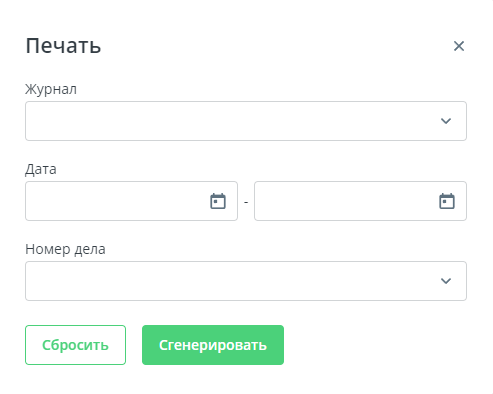 Печать
Журнал
Дата
-
Номер дела
Сбросить Сгенерировать